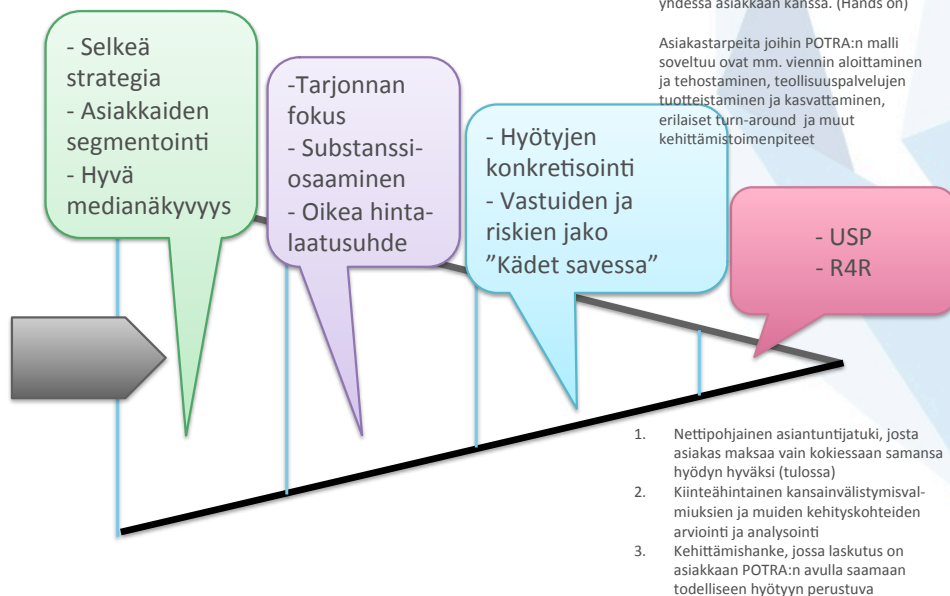 yhdessä asiakkaan kanssa. (Hands on)
Asiakastarpeita joihin POTRA:n malli
soveltuu ovat mm. viennin aloittaminen
ja tehostaminen, teollisuuspalvelujen
tuotteistaminen ja kasvattaminen,
erilaiset turn-around ja muut
kehittämistoimenpiteet
- Selkeä
strategia
- Asiakkaiden
segmentointi
- Hyvä
medianäkyvyys
-Tarjonnan
fokus
- Substanssi-
osaaminen
- Oikea hinta-
laatusuhde
- Hyötyjen
konkretisointi
- Vastuiden ja
riskien jako
”Kädet savessa”
- USP
- R4R
1. Nettipohjainen asiantuntijatuki, josta
asiakas maksaa vain kokiessaan samansa
hyödyn hyväksi (tulossa)
2. Kiinteähintainen kansainvälistymisval-
miuksien ja muiden kehityskohteiden
arviointi ja analysointi
3. Kehittämishanke, jossa laskutus on
asiakkaan POTRA:n avulla saamaan
todelliseen hyötyyn perustuva